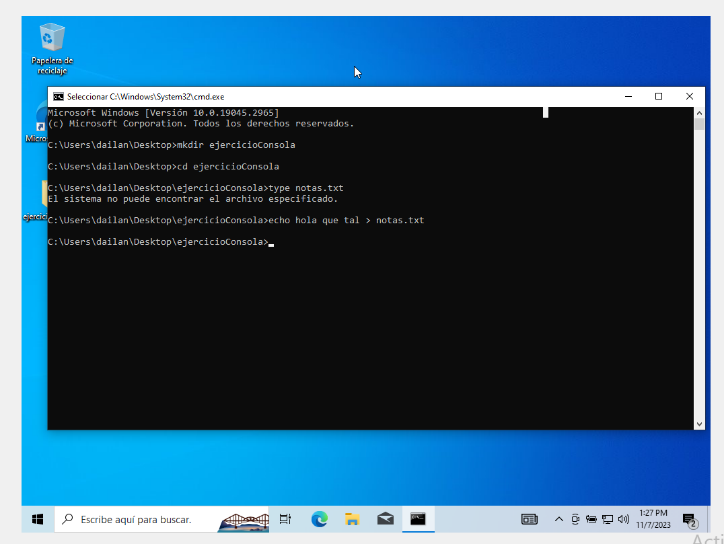 Papelera de
reciclaje
Seleccionar C:\Windows\System32\cmd.exe
Microsoft Windows [Versión 10.0.19045.2965]
(c) Microsoft Corporation. Todos los derechos reservados.
C:\Users\dailan\Desktop>mkdir ejercicioConsola
C:\Users\dailan\Desktop>cd ejercicioConsola
C:\Users\dailan\Desktop\ejercicioConsola>type notas.txt
El sistema no puede encontrar el archivo especificado.
C:\Users\dailan\Desktop\ejercicioConsola>echo hola que tal > notas.txt
C:\Users\dailan\Desktop\ejercicioConsola>
Escribe aquí para buscar.
1:27 PM
11/7/2023
2